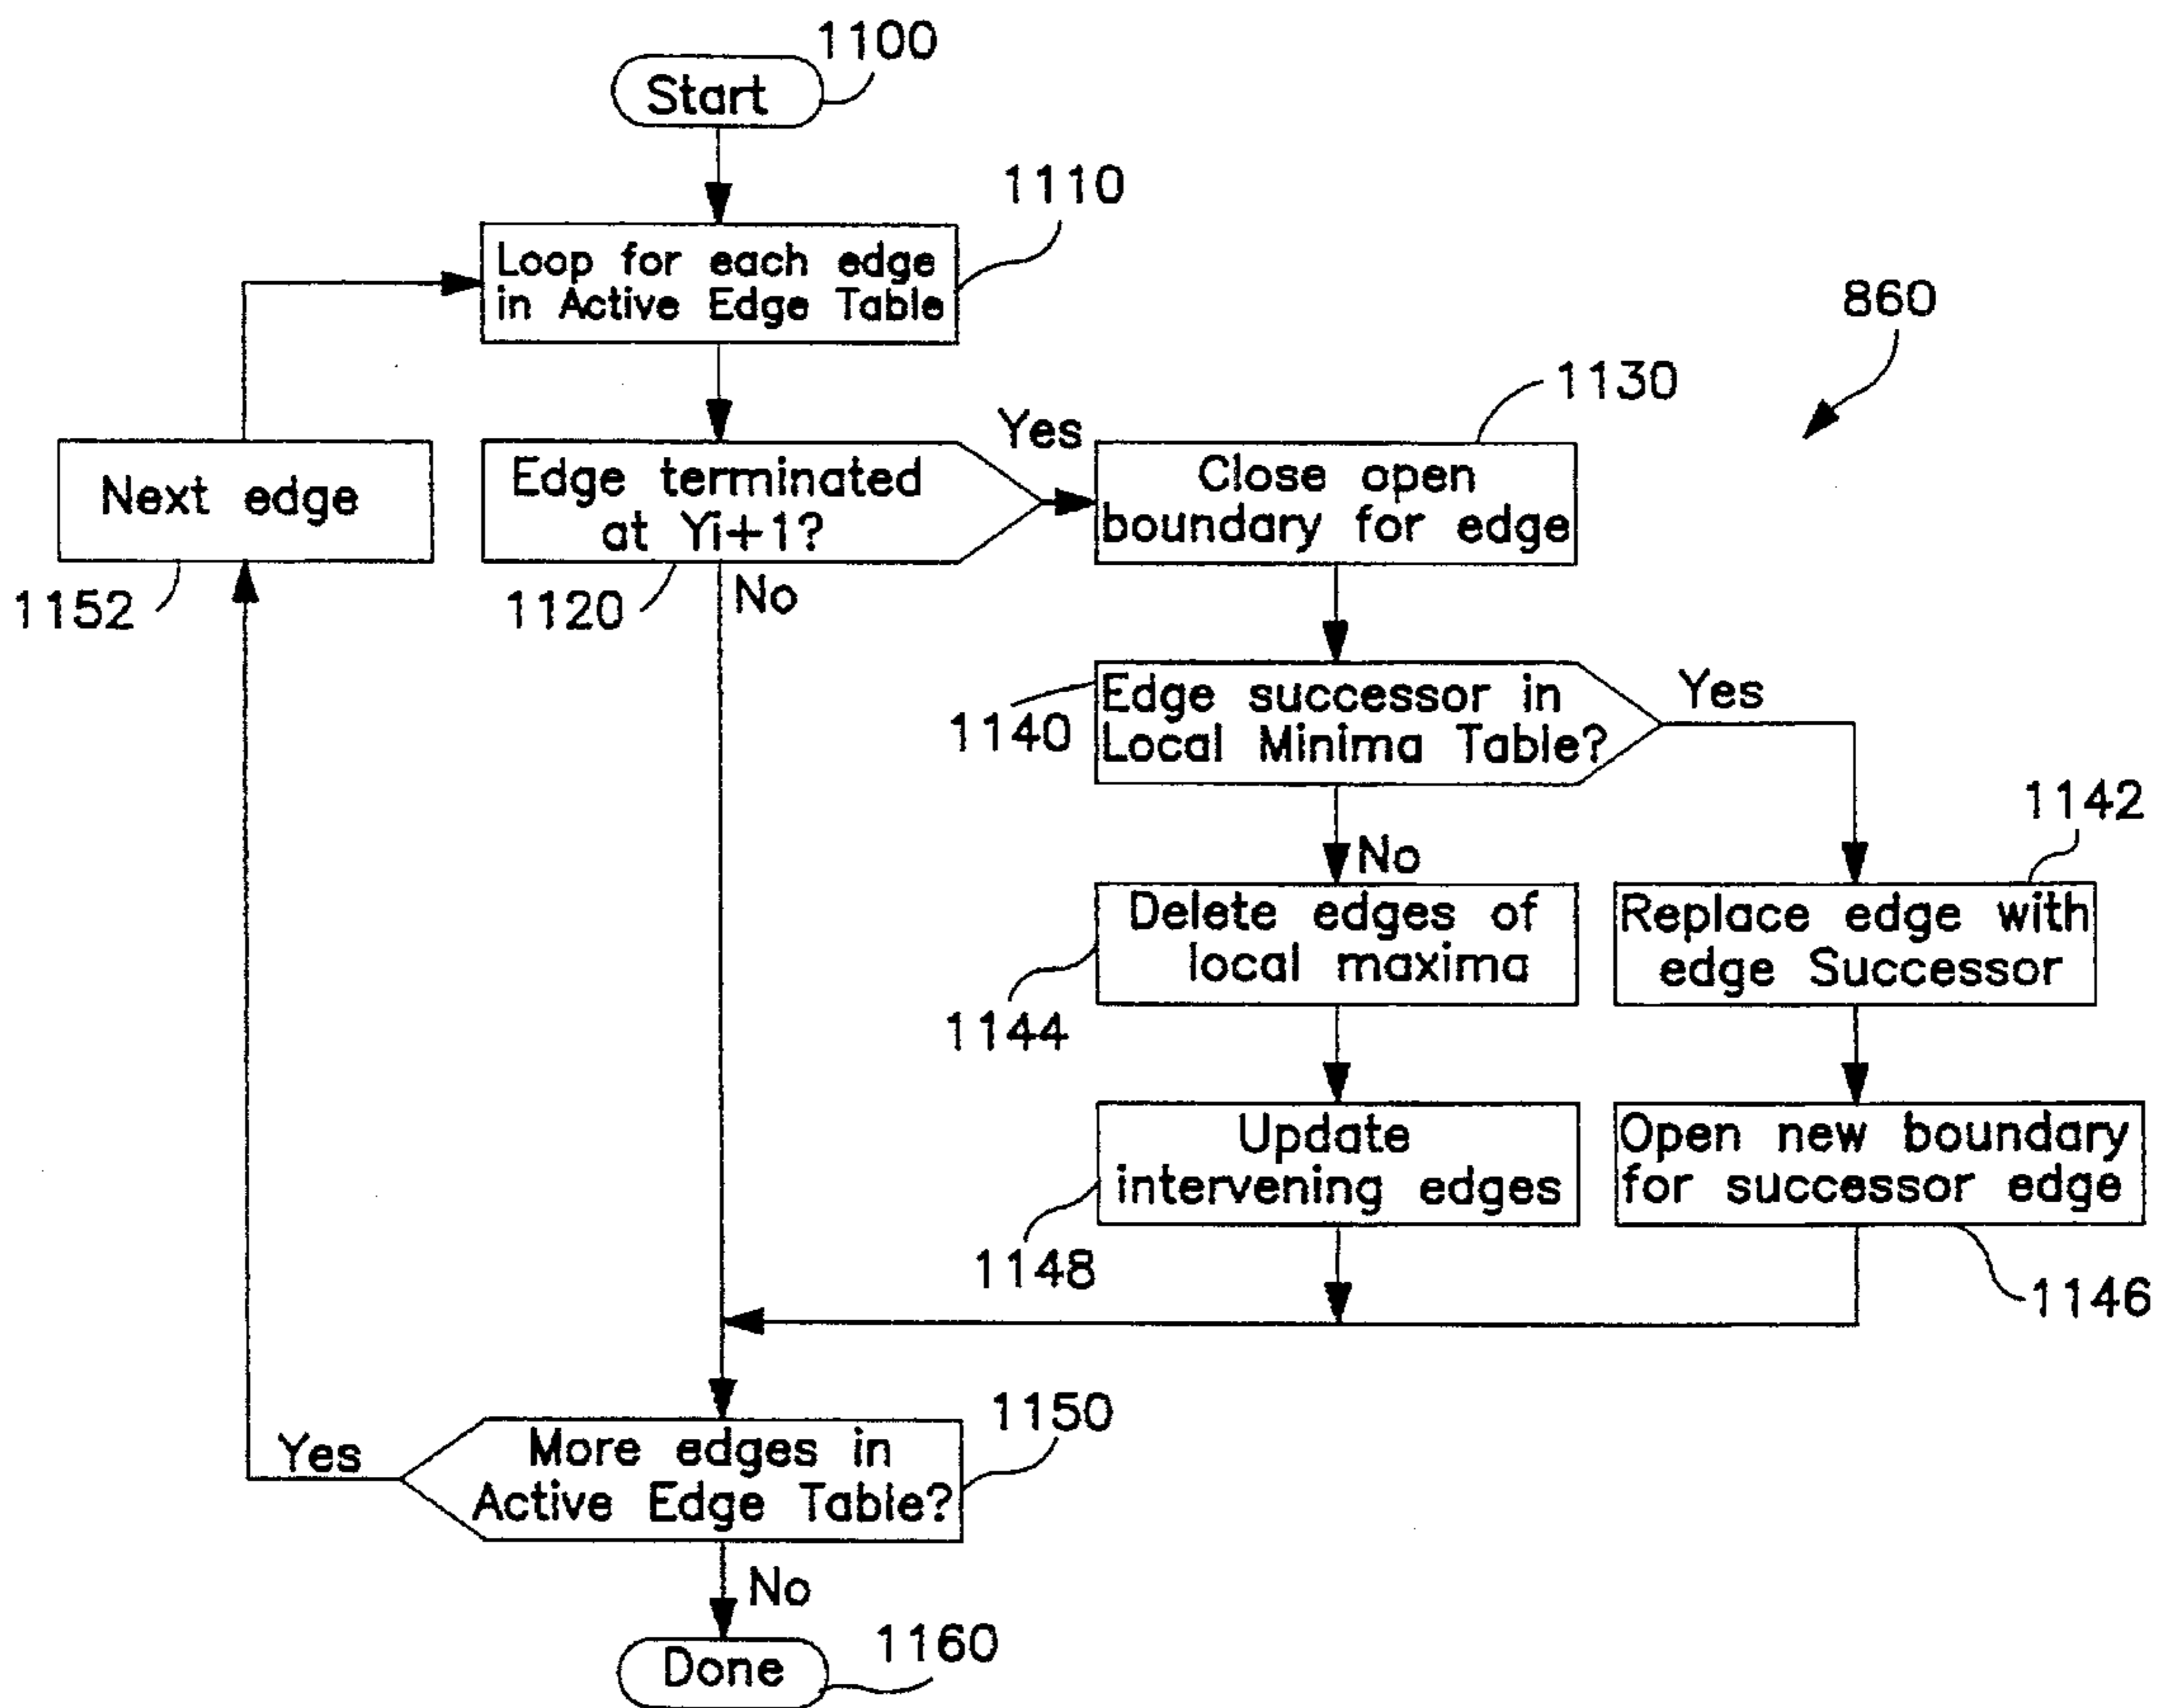 1100
Start
1110
Loop for each edge
in Active Edge Table
860
1130
Yes
Next edge
Edge terminated
at Yi+1?
Close open
boundary for edge
1152
1120
No
1140
Edge successor in
Local Minima Table?
Yes
1142
No
Delete edges of
local maxima
Replace edge with
edge Successor
1144
Update
intervening edges
Open new boundary
for successor edge
1148
1146
1150
Yes
More edges in
Active Edge Table?
No
1160
Done